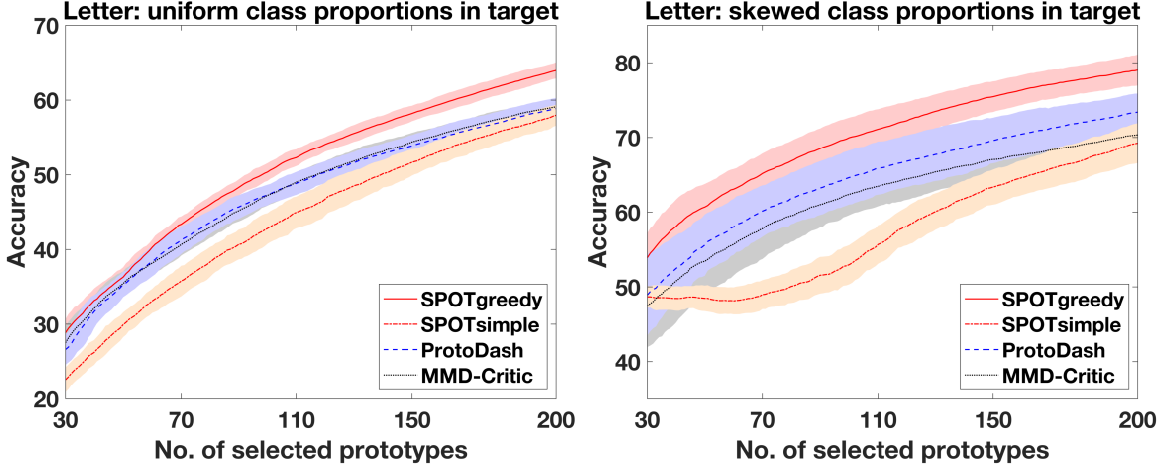 Letter: uniform class proportions in target
70
60
50
40
30
20
Accuracy
SPOTgreedy
SPOTsimple
ProtoDash
MMD-Critic
30 70 110 150 200
No. of selected prototypes
Letter: skewed class proportions in target
80
70
60
50
40
Accuracy
SPOTgreedy
SPOTsimple
ProtoDash
MMD-Critic
30 70 110 150 200
No. of selected prototypes